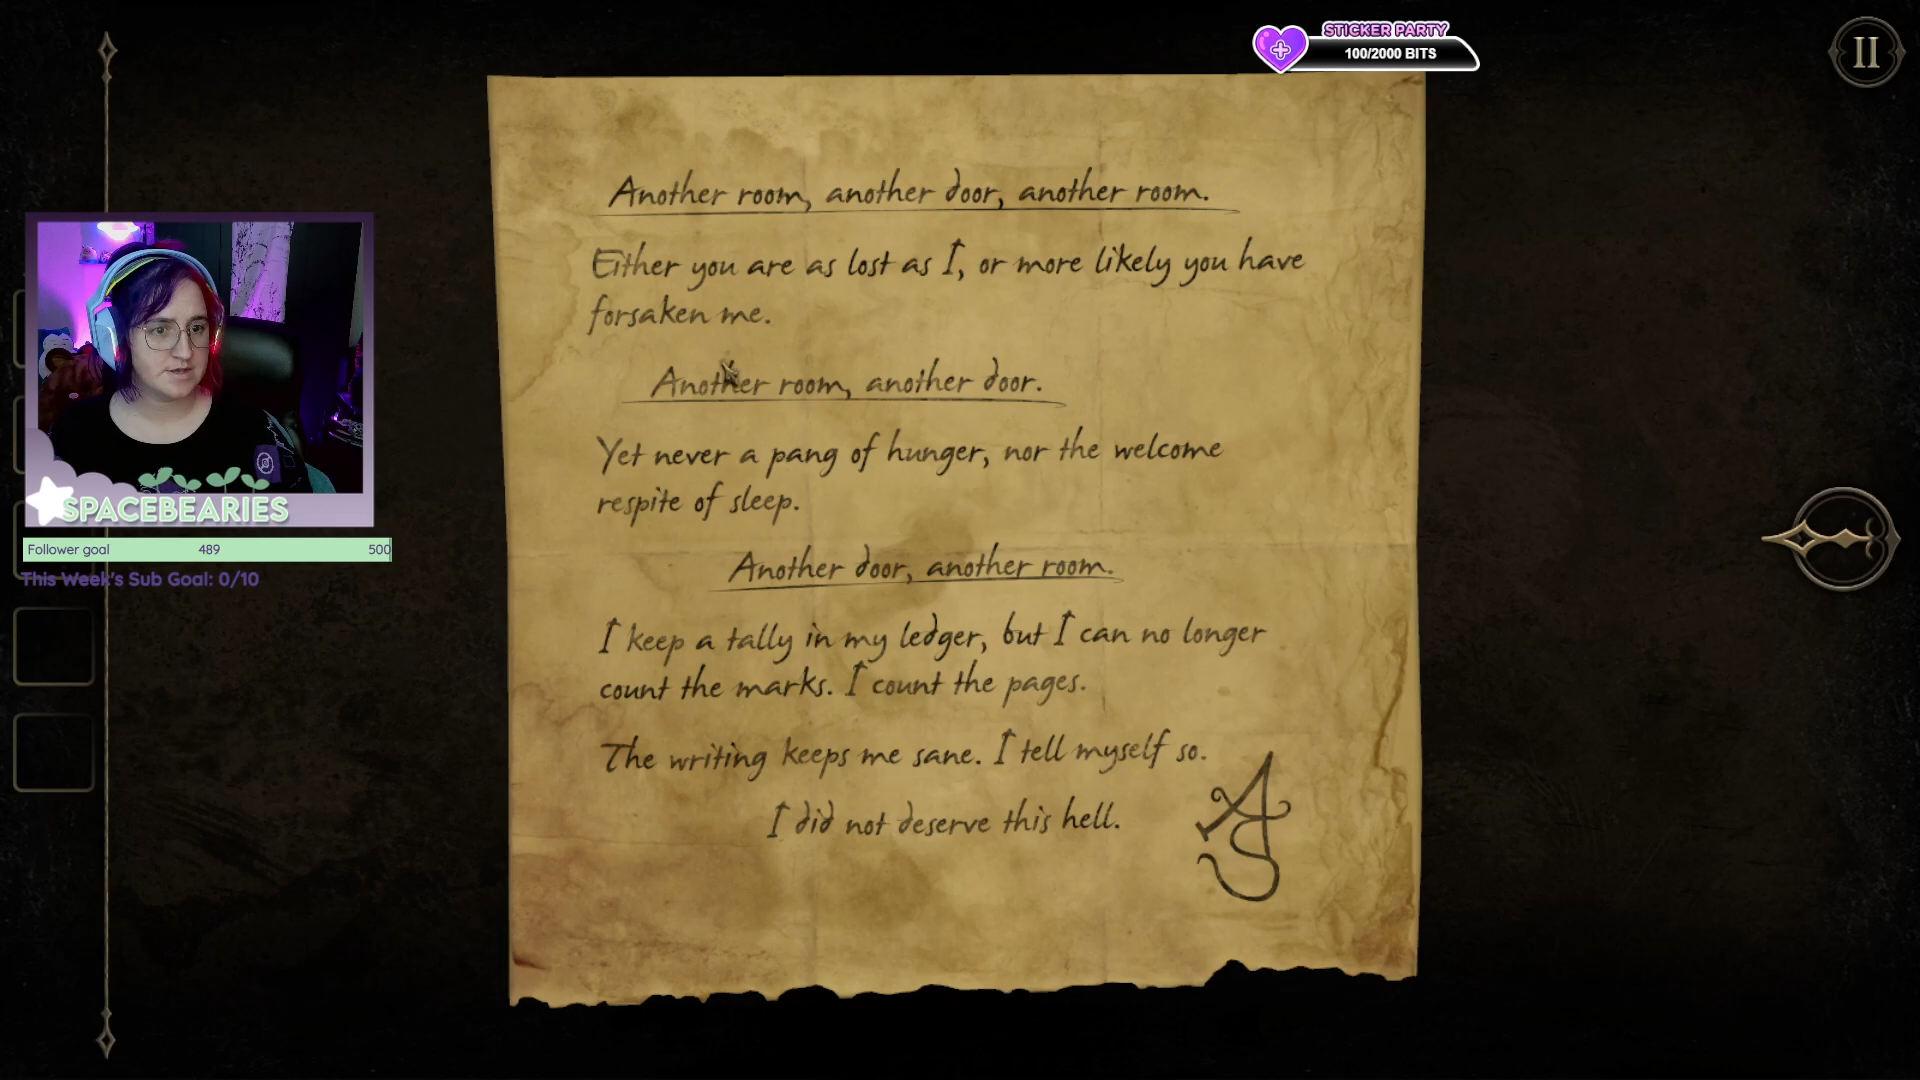 STICKER PARTY
100/2000 BITS
Another room, another door, another room.
Either you are as lost as I, or more likely you have
forsaken me.
Another room, another door.
Yet never a pang of hunger, nor the welcome
respite of sleep.
Another door, another room.
I keep a tally in my ledger, but I can no longer
count the marks. I count the pages.
The writing keeps me sane. I tell myself so.
I did not deserve this hell.
AS
SPACEBEARIES
Follower goal 489 500
This Week's Sub Goal: 0/10